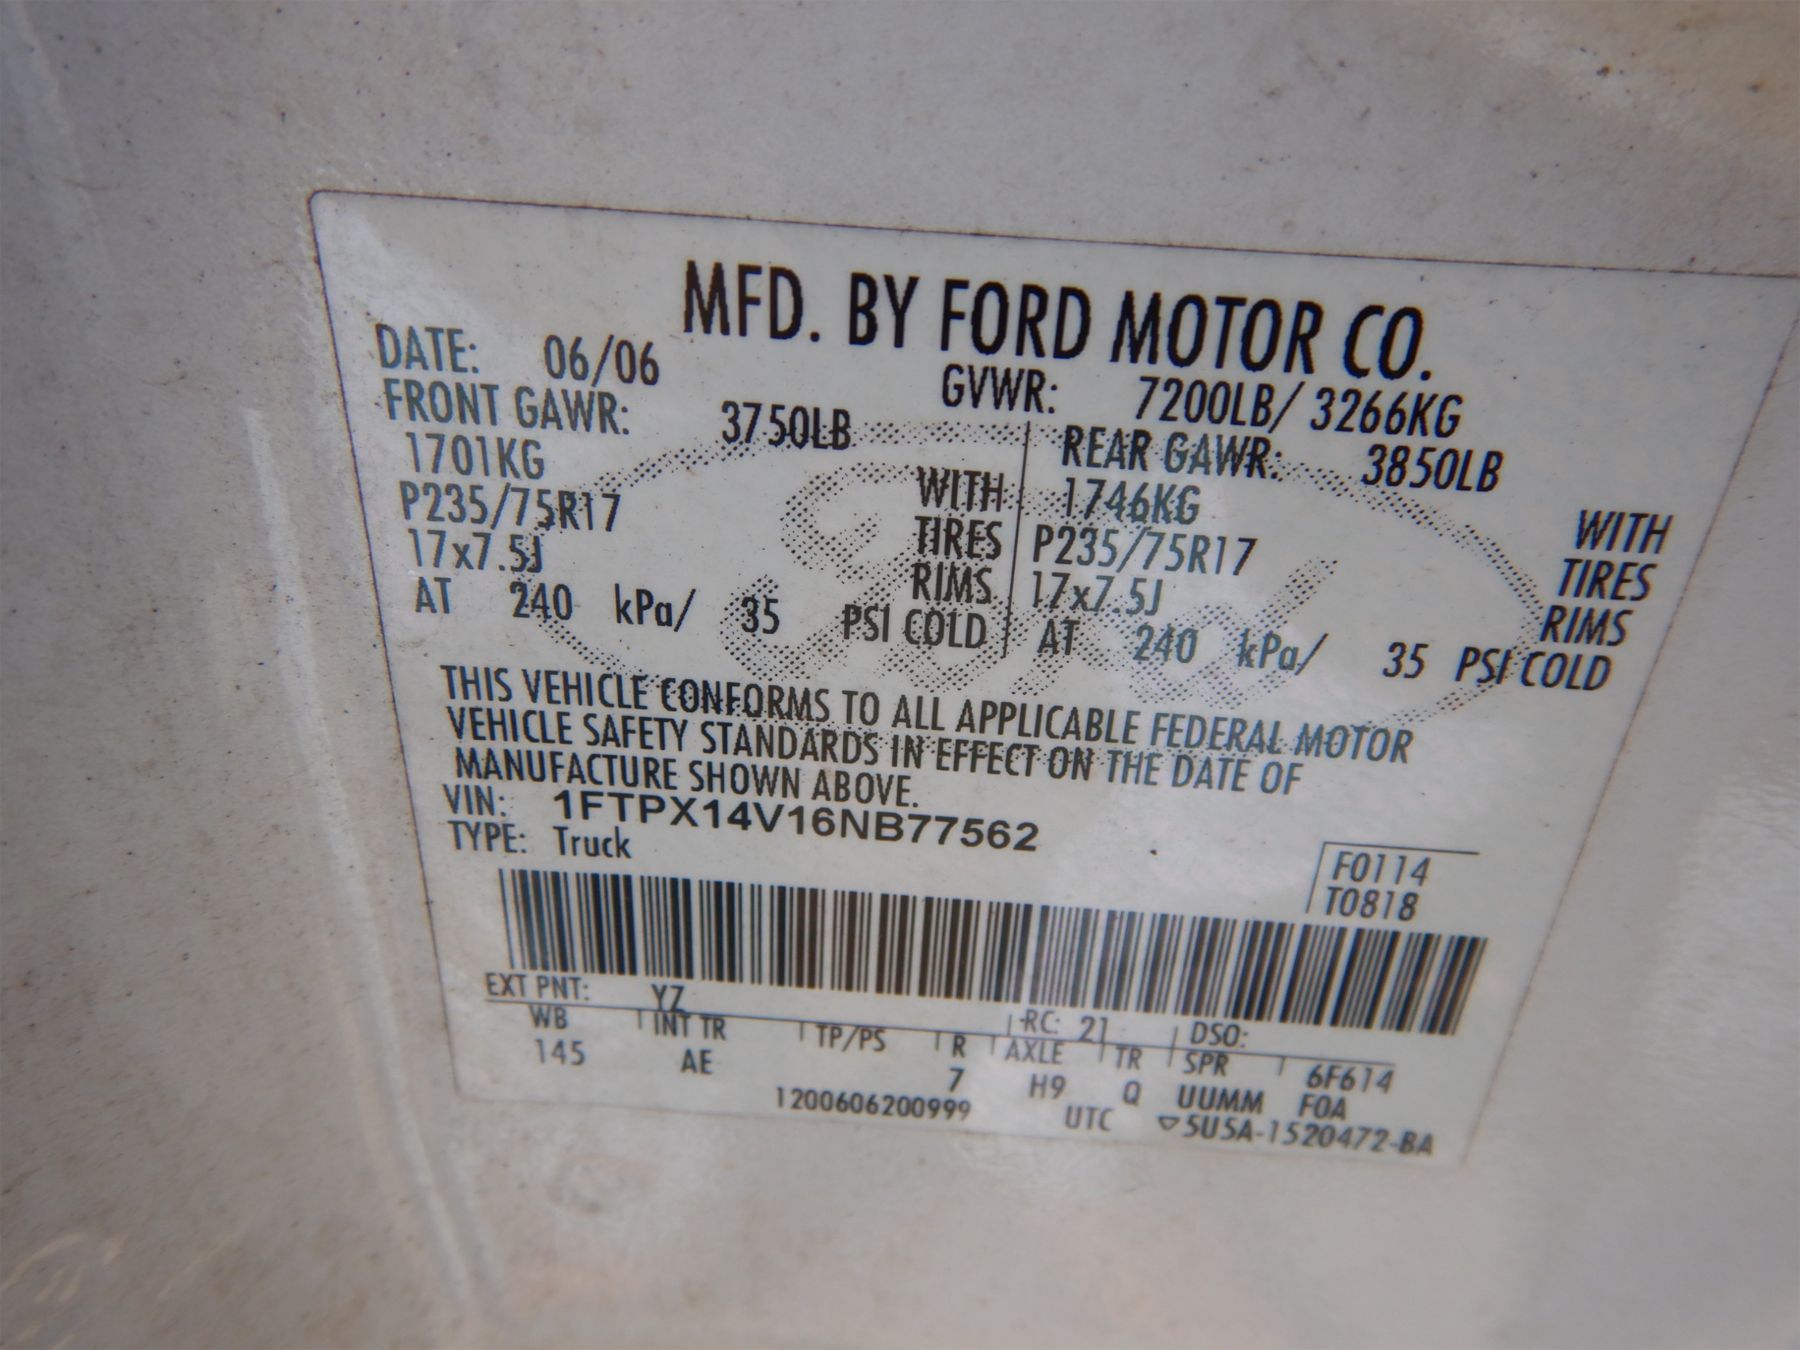 MFD. BY FORD MOTOR CO.
DATE: 06/06 GVWR: 7200LB/ 3266KG
FRONT GAWR: 3750LB REAR GAWR: 3850LB
1701KG WITH 1746KG WITH
P235/75R17 TIRES P235/75R17 TIRES
17x7.5J RIMS 17x7.5J RIMS
AT 240 kPa/ 35 PSI COLD AT 240 kPa/ 35 PSI COLD
THIS VEHICLE CONFORMS TO ALL APPLICABLE FEDERAL MOTOR
VEHICLE SAFETY STANDARDS IN EFFECT ON THE DATE OF
MANUFACTURE SHOWN ABOVE.
VIN: 1FTPX14V16NB77562
TYPE: Truck
F0114
T0818
EXT PNT: YZ RC: 21 DSO:
WB INT TR TP/PS R AXLE TR SPR 6F614
145 AE 7 H9 Q UUMM FOA
1200606200999 UTC ▽5U5A-1520472-BA
Ford